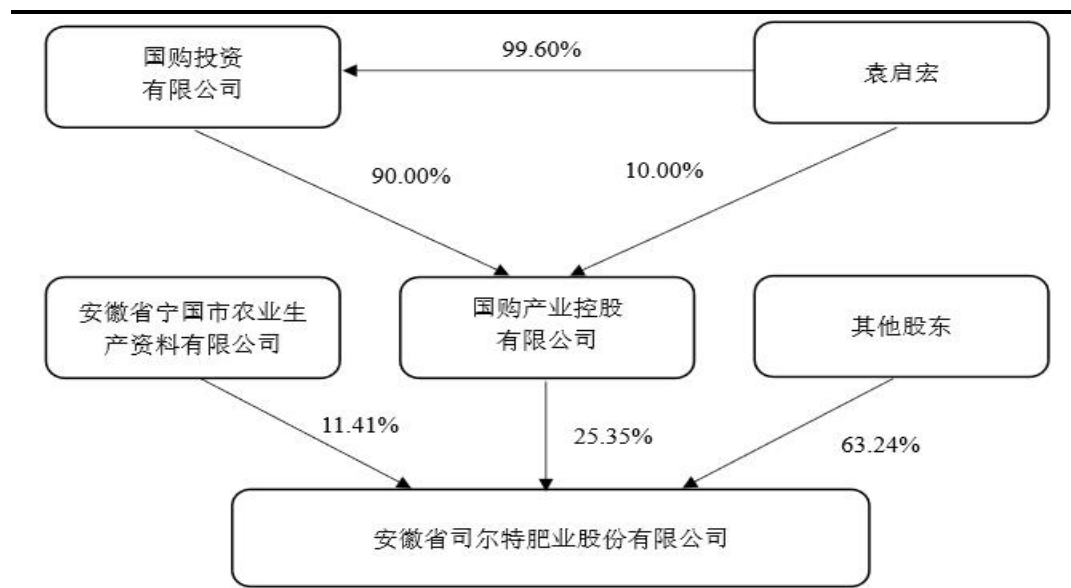 国购投资
有限公司
99.60%
袁启宏
90.00%
10.00%
安徽省宁国市农业生
产资料有限公司
国购产业控股
有限公司
其他股东
11.41%
25.35%
63.24%
安徽省司尔特肥业股份有限公司